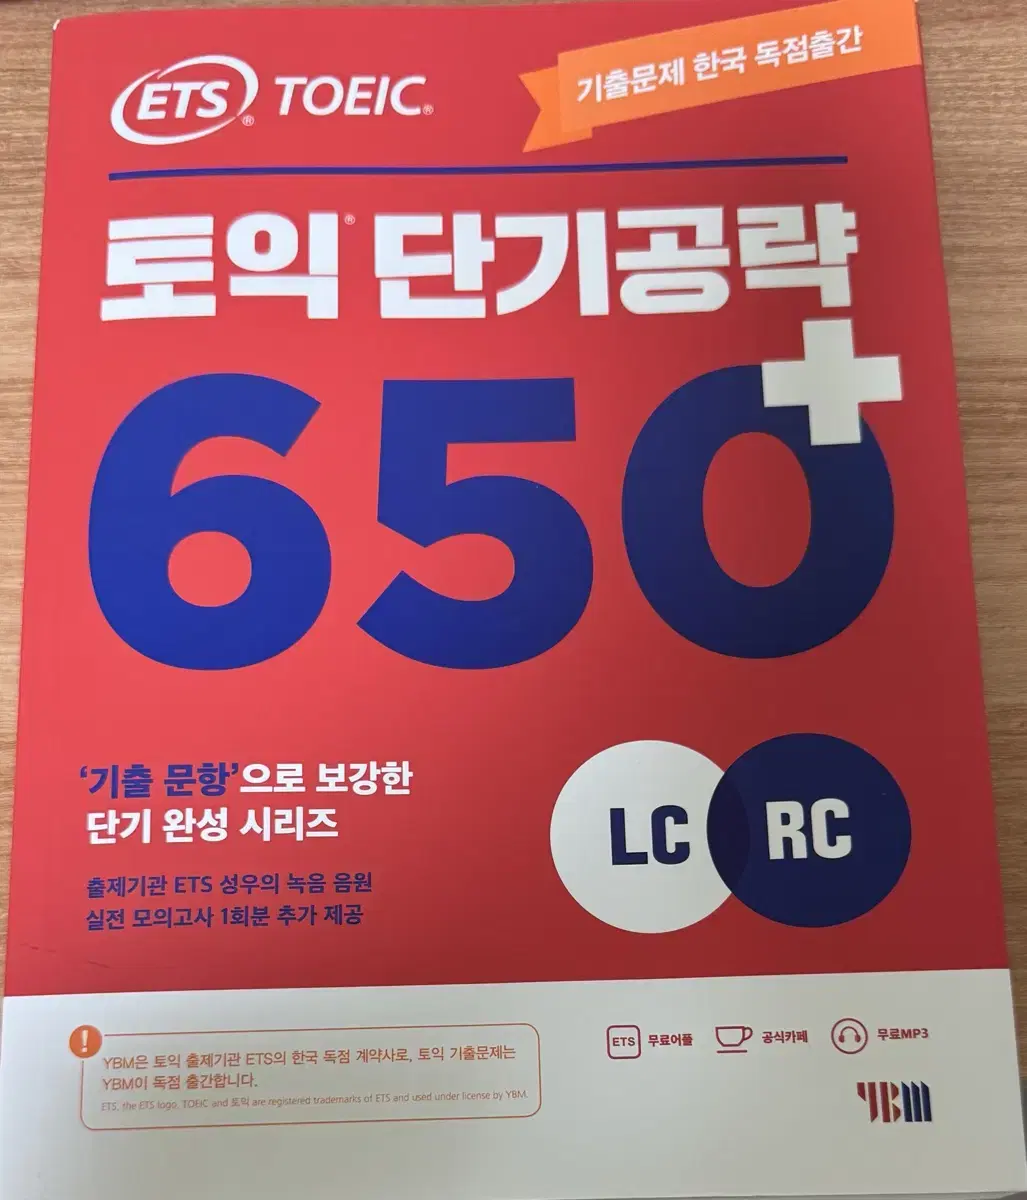 ETS® TOEIC®
기출문제 한국 독점출간
토익® 단기공략
650+
'기출 문항'으로 보강한
단기 완성 시리즈
출제기관 ETS 성우의 녹음 음원
실전 모의고사 1회분 추가 제공
LC RC
!
YBM은 토익 출제기관 ETS의 한국 독점 계약사로, 토익 기출문제는
YBM이 독점 출간합니다.
ETS, the ETS logo, TOEIC and 토익 are registered trademarks of ETS and used under license by YBM.
ETS 무료어플 공식카페 무료MP3
YBM